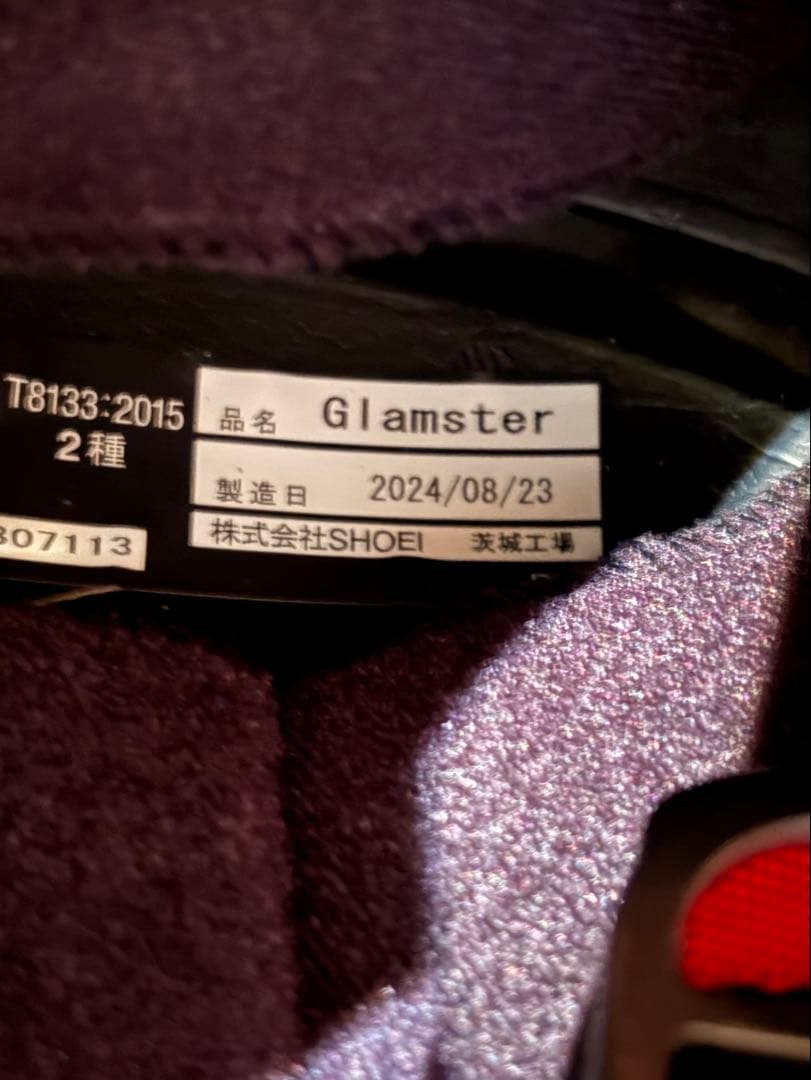 T8133:2015
2種
07113
品名 Glamster
製造日 2024/08/23
株式会社SHOEI 茨城工場